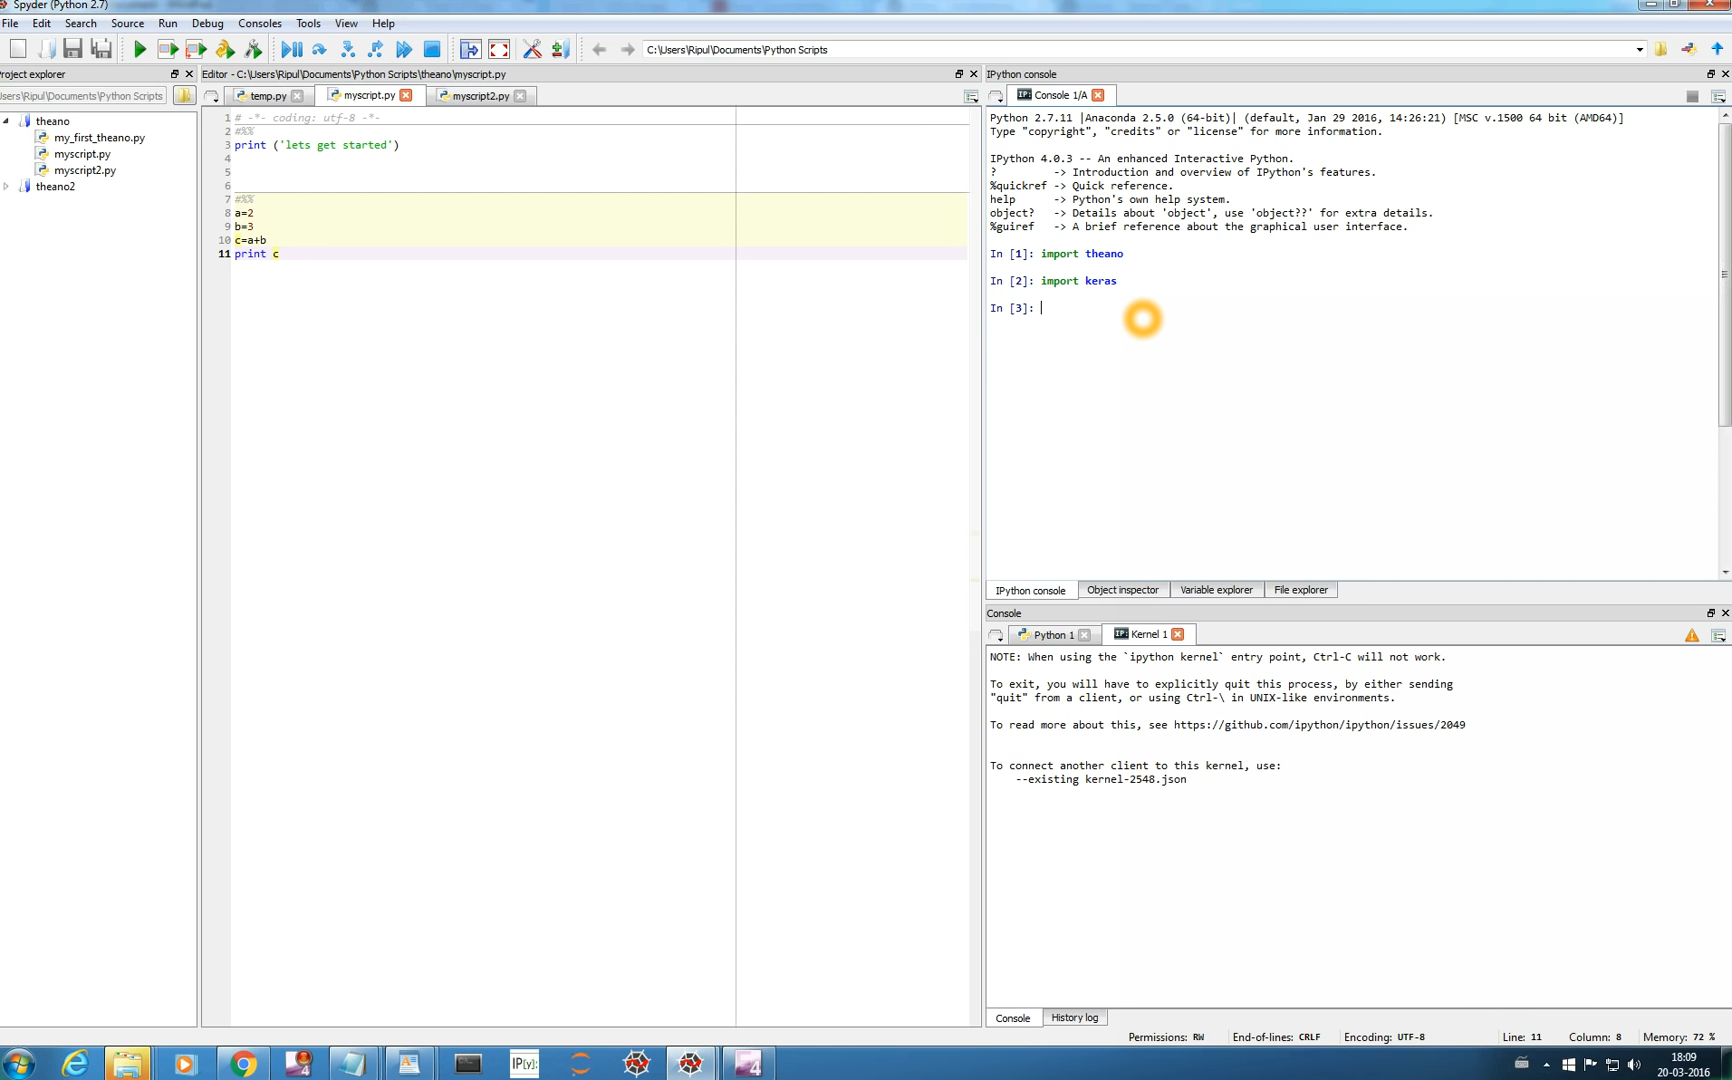 Spyder (Python 2.7)
File Edit Search Source Run Debug Consoles Tools View Help
C:\Users\Ripul\Documents\Python Scripts
roject explorer
sers\Ripul\Documents\Python Scripts
theano
my_first_theano.py
myscript.py
myscript2.py
theano2
Editor - C:\Users\Ripul\Documents\Python Scripts\theano\myscript.py
temp.py myscript.py myscript2.py
1 # -*- coding: utf-8 -*-
2 #%%
3 print ('lets get started')
4
5
6
7 #%%
8 a=2
9 b=3
10 c=a+b
11 print c
IPython console
IP: Console 1/A
Python 2.7.11 |Anaconda 2.5.0 (64-bit)| (default, Jan 29 2016, 14:26:21) [MSC v.1500 64 bit (AMD64)]
Type "copyright", "credits" or "license" for more information.
IPython 4.0.3 -- An enhanced Interactive Python.
? -> Introduction and overview of IPython's features.
%quickref -> Quick reference.
help -> Python's own help system.
object? -> Details about 'object', use 'object??' for extra details.
%guiref -> A brief reference about the graphical user interface.
In [1]: import theano
In [2]: import keras
In [3]:
IPython console Object inspector Variable explorer File explorer
Console
Python 1 IP: Kernel 1
NOTE: When using the `ipython kernel` entry point, Ctrl-C will not work.
To exit, you will have to explicitly quit this process, by either sending
"quit" from a client, or using Ctrl-\ in UNIX-like environments.
To read more about this, see https://github.com/ipython/ipython/issues/2049
To connect another client to this kernel, use:
--existing kernel-2548.json
Console History log
Permissions: RW End-of-lines: CRLF Encoding: UTF-8 Line: 11 Column: 8 Memory: 72 %
IP[y]:
18:09
20-03-2016